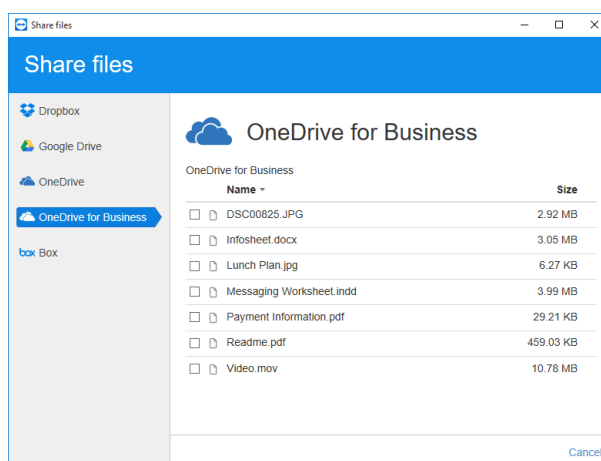 Share files
Share files
Dropbox
Google Drive
OneDrive
OneDrive for Business
box Box
OneDrive for Business
OneDrive for Business
Name Size
DSC00825.JPG 2.92 MB
Infosheet.docx 3.05 MB
Lunch Plan.jpg 6.27 KB
Messaging Worksheet.indd 3.99 MB
Payment Information.pdf 29.21 KB
Readme.pdf 459.03 KB
Video.mov 10.78 MB
Cancel